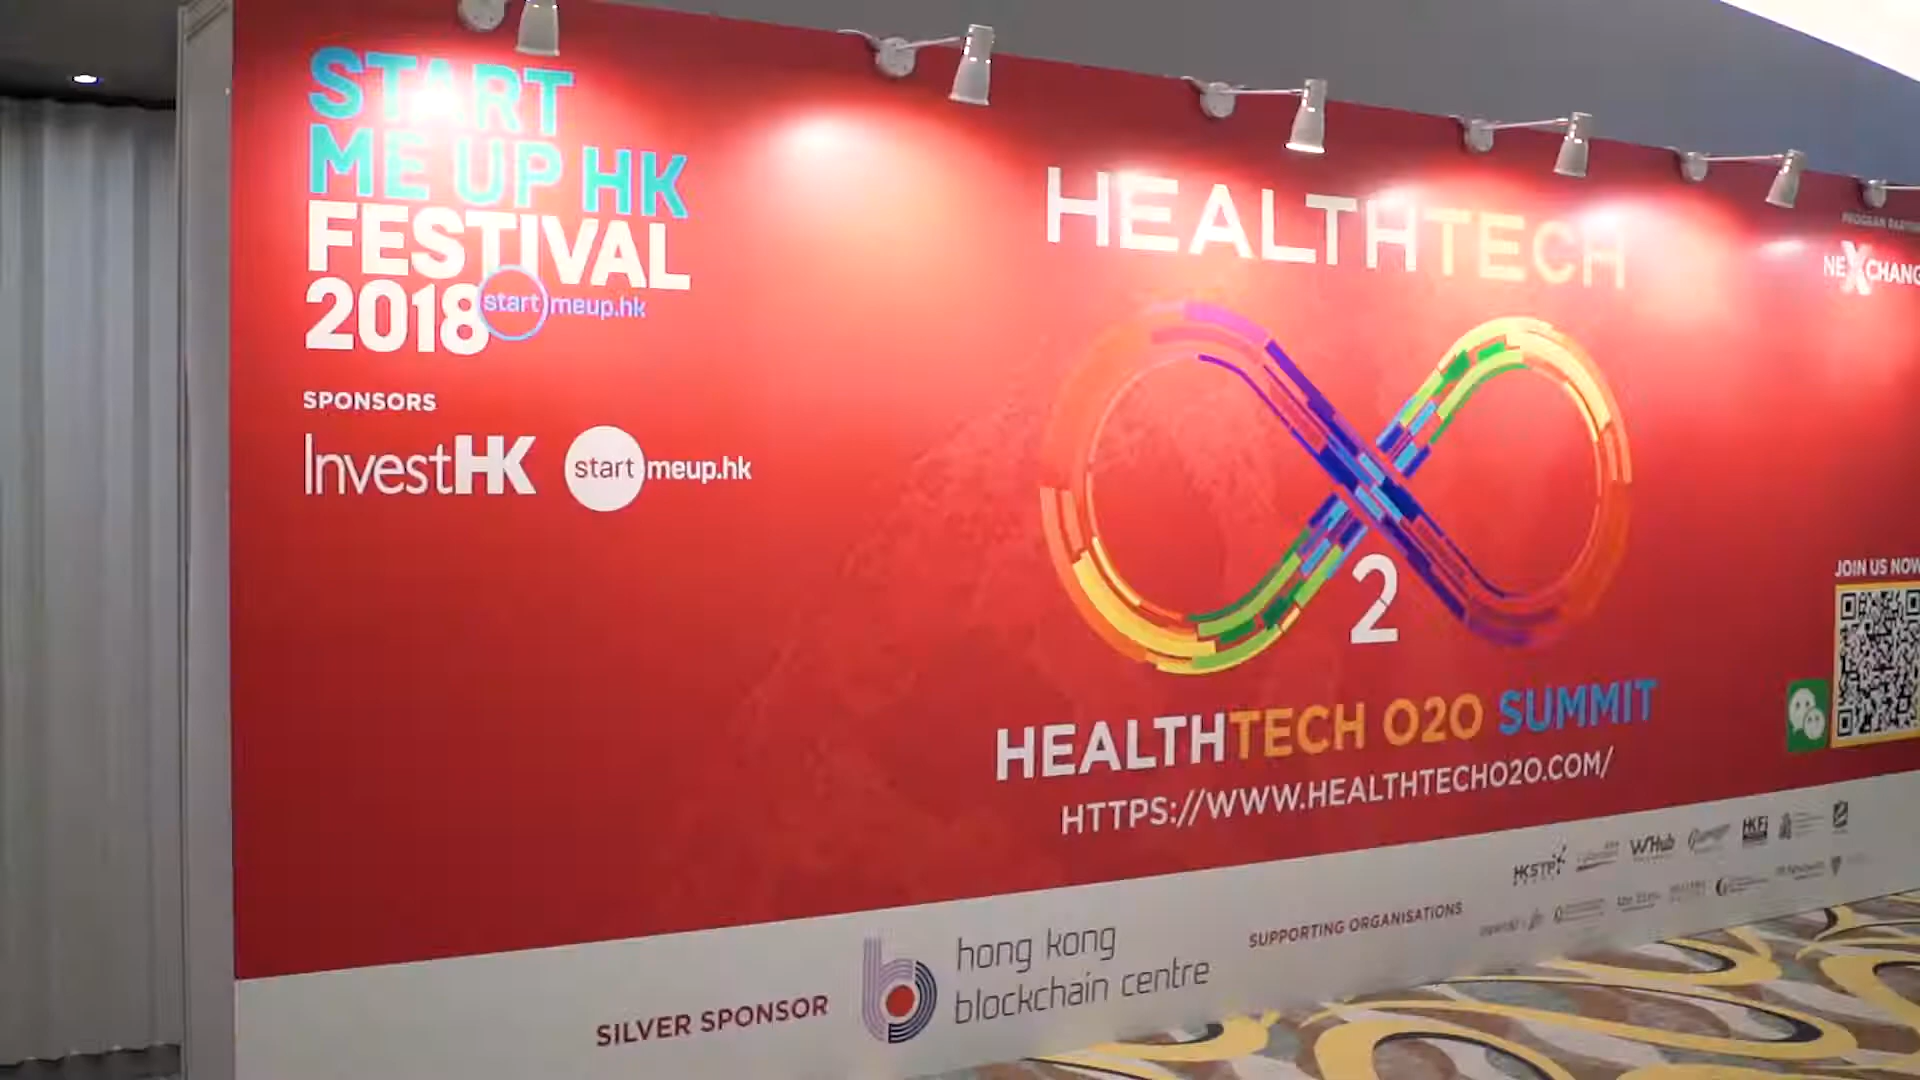 START
ME UP HK
FESTIVAL
2018
start meup.hk
SPONSORS
InvestHK
start meup.hk
HEALTHTECH
2
HEALTHTECH O2O SUMMIT
HTTPS://WWW.HEALTHTECHO2O.COM/
NEXCHANG
JOIN US NOW
SILVER SPONSOR
hong kong
blockchain centre
SUPPORTING ORGANISATIONS
HKSTP
WHub